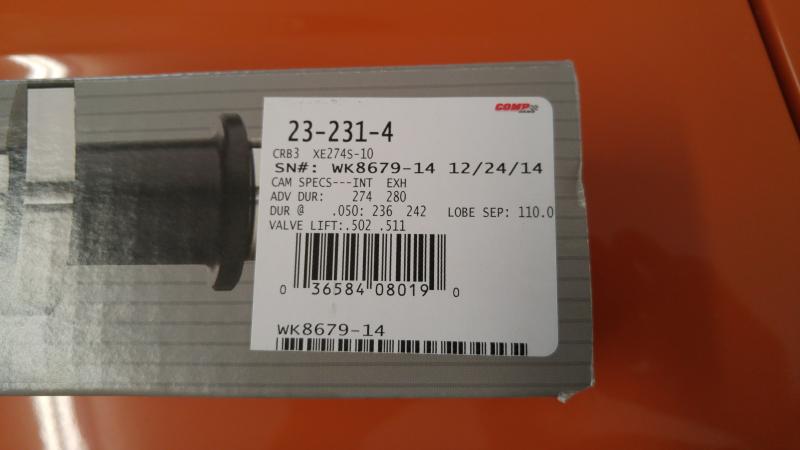 COMP
CAMS
23-231-4
CRB3 XE274S-10
SN#: WK8679-14 12/24/14
CAM SPECS---INT EXH
ADV DUR: 274 280
DUR @ .050: 236 242 LOBE SEP: 110.0
VALVE LIFT:.502 .511
0 36584 08019 0
WK8679-14